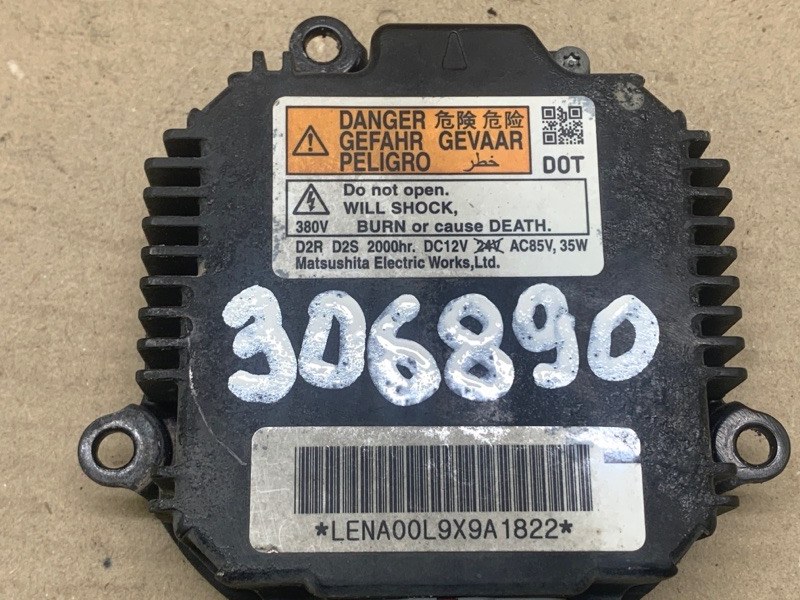 DANGER 危険 危险
GEFAHR GEVAAR
PELIGRO خطر
DOT
Do not open.
WILL SHOCK,
380V BURN or cause DEATH.
D2R D2S 2000hr. DC12V 24V AC85V, 35W
Matsushita Electric Works,Ltd.
306890
*LENA00L9X9A1822*